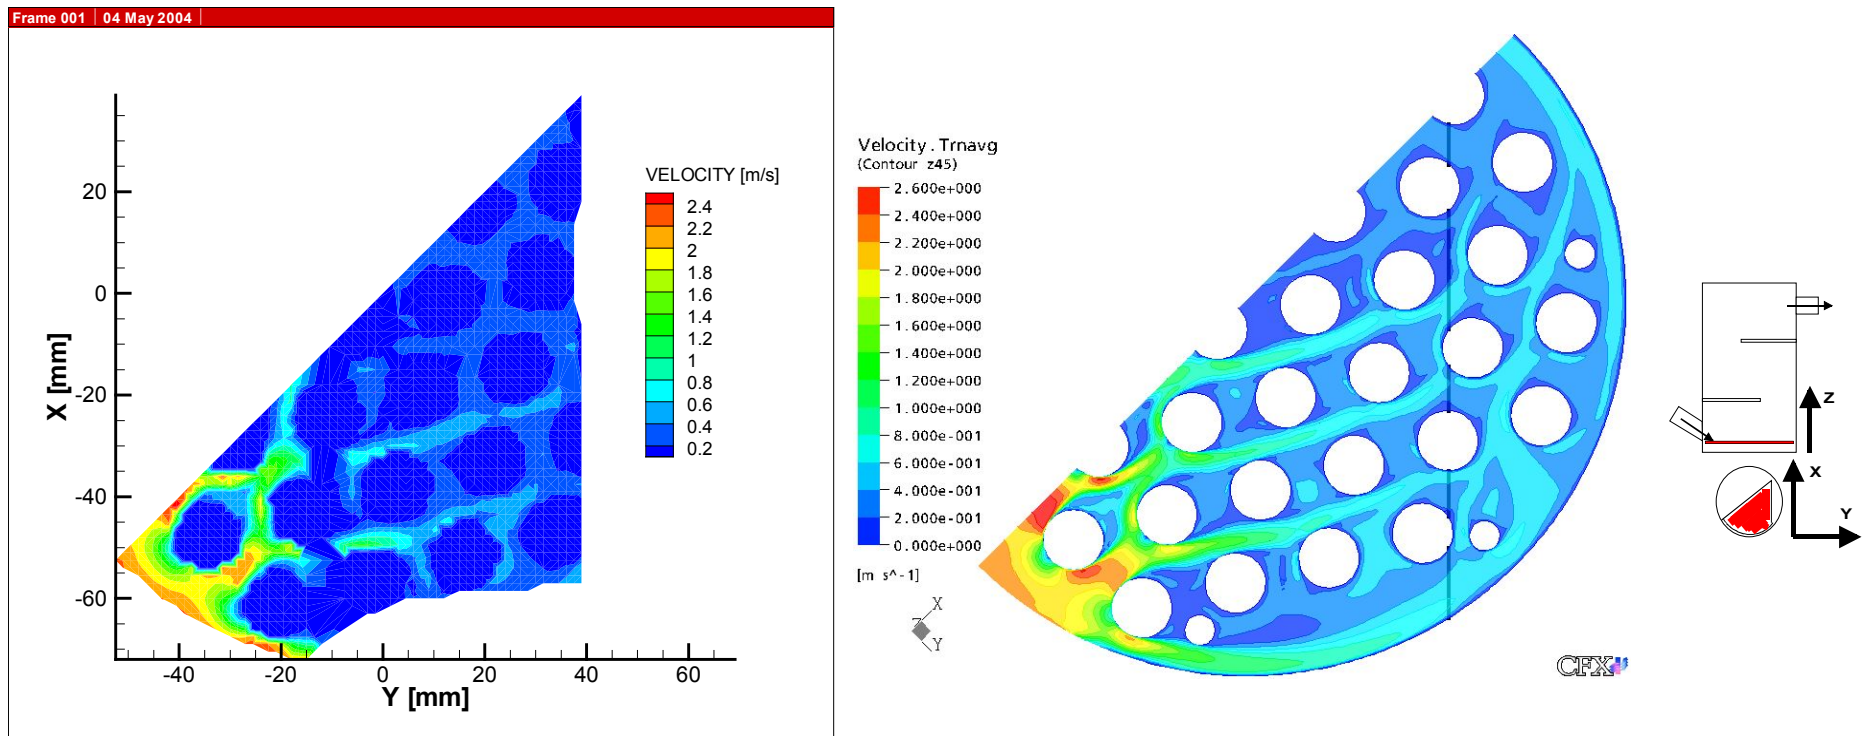 Frame 001 | 04 May 2004 |
VELOCITY [m/s]
2.4
2.2
2
1.8
1.6
1.4
1.2
1
0.8
0.6
0.4
0.2
X [mm]
20
0
-20
-40
-60
-40 -20 0 20 40 60
Y [mm]
Velocity.Trnavg
(Contour z45)
2.600e+000
2.400e+000
2.200e+000
2.000e+000
1.800e+000
1.600e+000
1.400e+000
1.200e+000
1.000e+000
8.000e-001
6.000e-001
4.000e-001
2.000e-001
0.000e+000
[m s^-1]
X
Z
Y
CFX
Z
X
Y